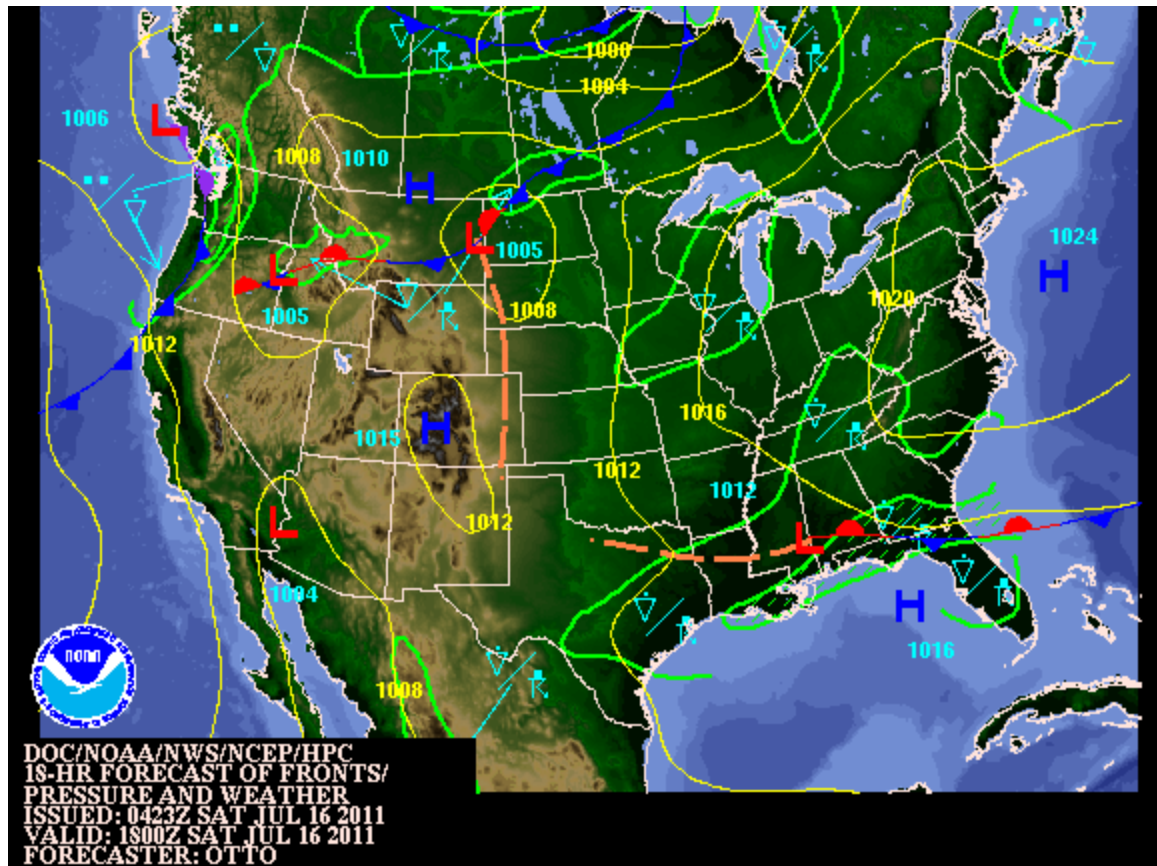 1000
1004
1006
1008
1010
1024
H
L
H
L
1005
1020
L
1005
1008
1012
1016
1015
H
1012
1012
1012
L
L
1004
H
1016
1008
noaa
DOC/NOAA/NWS/NCEP/HPC
18-HR FORECAST OF FRONTS/
PRESSURE AND WEATHER
ISSUED: 0423Z SAT JUL 16 2011
VALID: 1800Z SAT JUL 16 2011
FORECASTER: OTTO